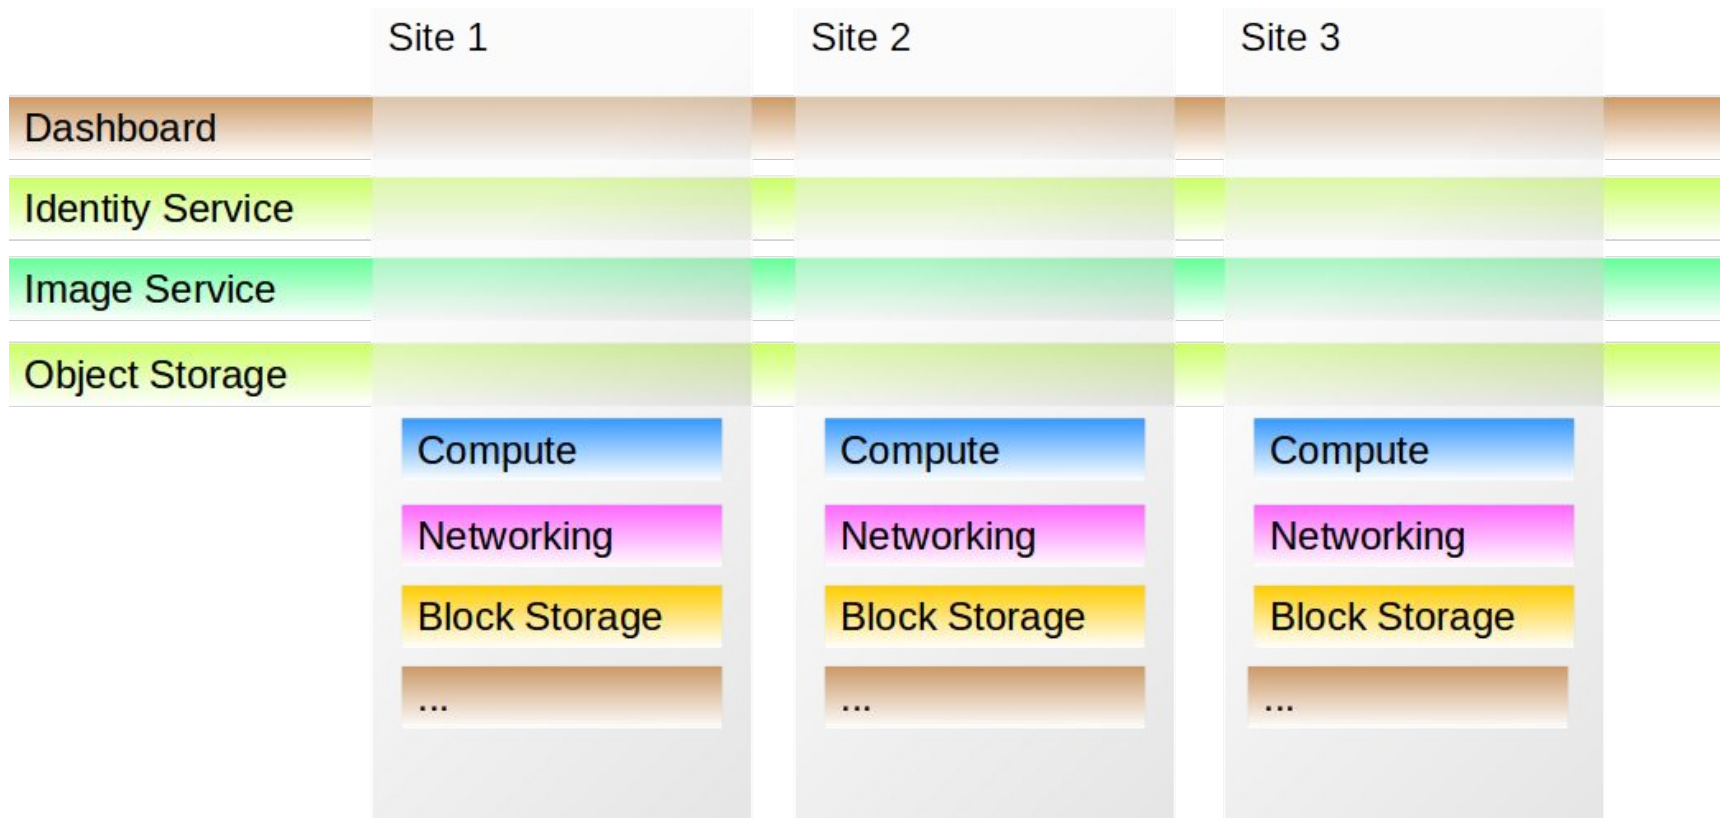 Site 1
Site 2
Site 3
Dashboard
Identity Service
Image Service
Object Storage
Compute
Compute
Compute
Networking
Networking
Networking
Block Storage
Block Storage
Block Storage
...
...
...